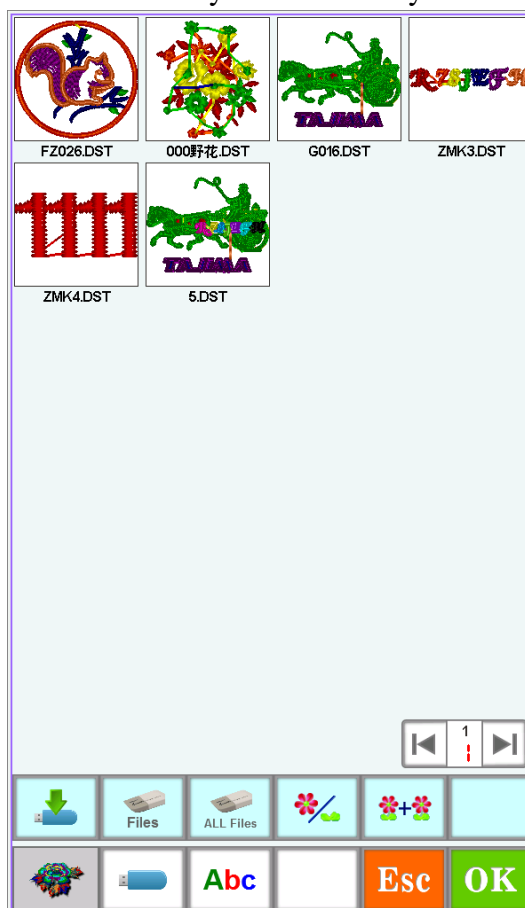 FZ026.DST
000野花.DST
G016.DST
ZMK3.DST
TAJIMA
ZMK4.DST
5.DST
TAJIMA
1
Files
ALL Files
Abc
Esc
OK